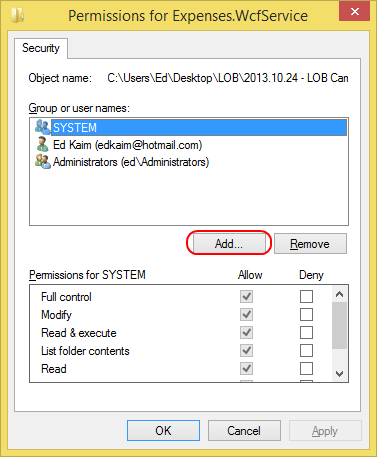 Permissions for Expenses.WcfService
Security
Object name: C:\Users\Ed\Desktop\LOB\2013.10.24 - LOB Can
Group or user names:
SYSTEM
Ed Kaim (edkaim@hotmail.com)
Administrators (ed\Administrators)
Add... Remove
Permissions for SYSTEM Allow Deny
Full control
Modify
Read & execute
List folder contents
Read
OK Cancel Apply